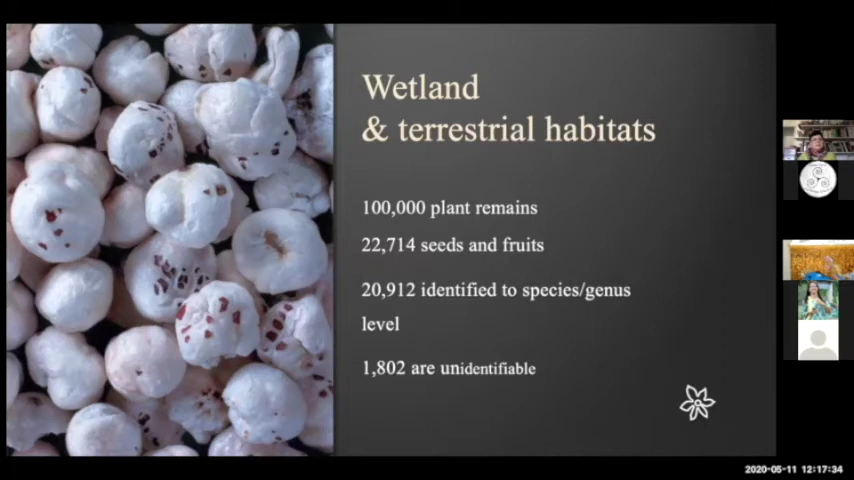 Wetland
& terrestrial habitats
100,000 plant remains
22,714 seeds and fruits
20,912 identified to species/genus
level
1,802 are unidentifiable
2020-05-11 12:17:34